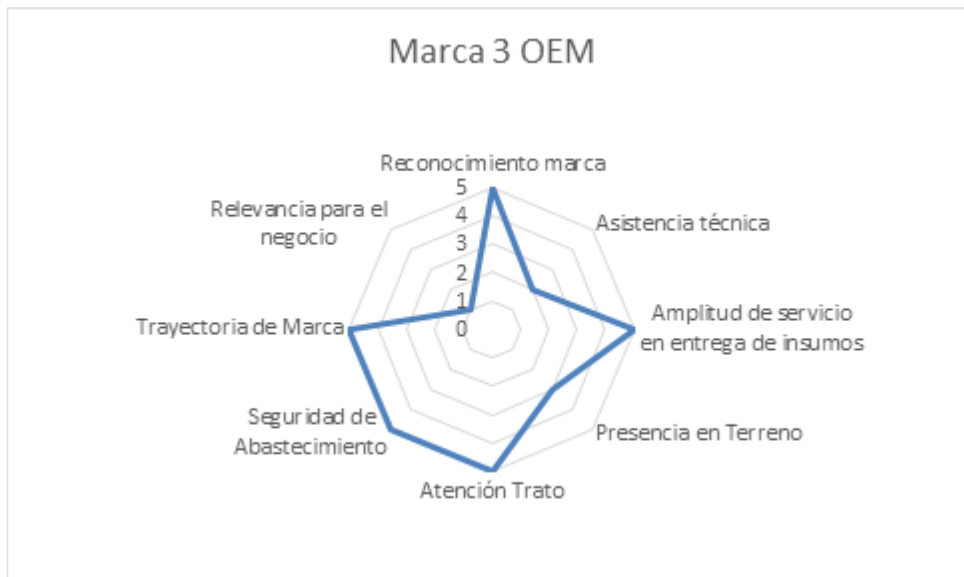 Marca 3 OEM
Reconocimiento marca
Asistencia técnica
Amplitud de servicio
en entrega de insumos
Presencia en Terreno
Atención Trato
Seguridad de
Abastecimiento
Trayectoria de Marca
Relevancia para el
negocio
5
4
3
2
1
0